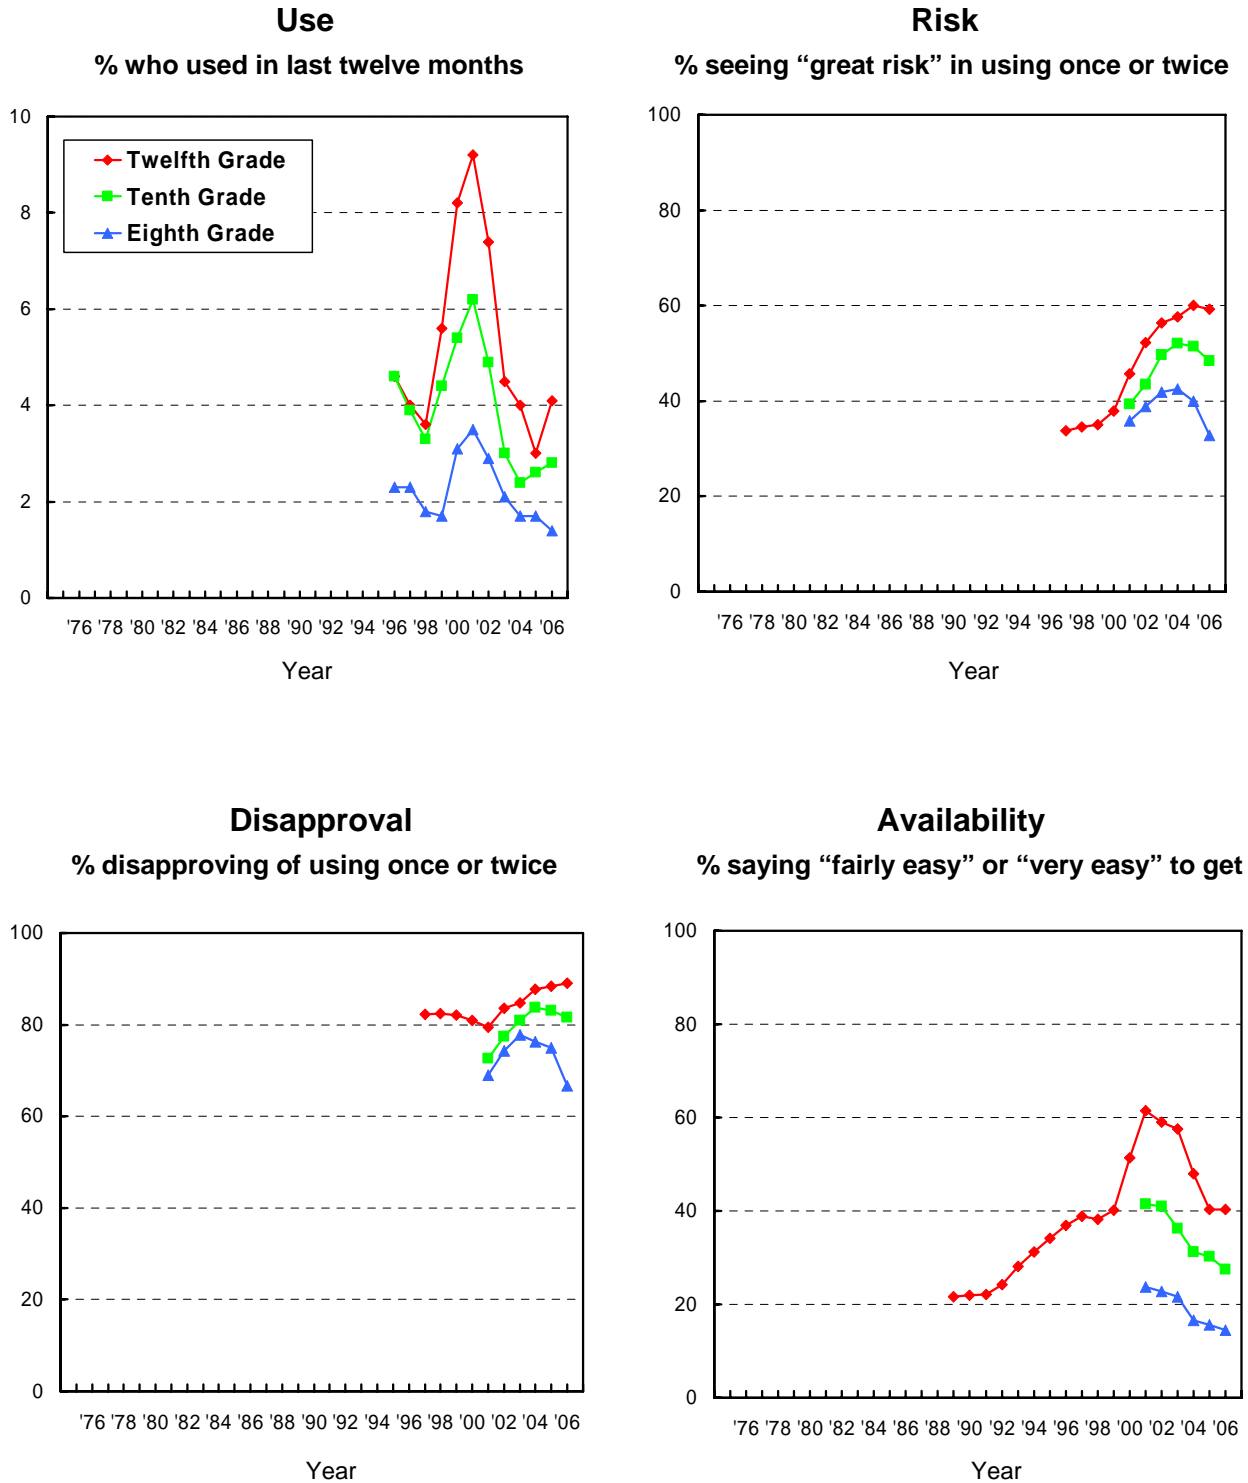 Use
% who used in last twelve months
10
8
6
4
2
0
Twelfth Grade
Tenth Grade
Eighth Grade
'76 '78 '80 '82 '84 '86 '88 '90 '92 '94 '96 '98 '00 '02 '04 '06
Year
Risk
% seeing “great risk” in using once or twice
100
80
60
40
20
0
'76 '78 '80 '82 '84 '86 '88 '90 '92 '94 '96 '98 '00 '02 '04 '06
Year
Disapproval
% disapproving of using once or twice
100
80
60
40
20
0
'76 '78 '80 '82 '84 '86 '88 '90 '92 '94 '96 '98 '00 '02 '04 '06
Year
Availability
% saying “fairly easy” or “very easy” to get
100
80
60
40
20
0
'76 '78 '80 '82 '84 '86 '88 '90 '92 '94 '96 '98 '00 '02 '04 '06
Year